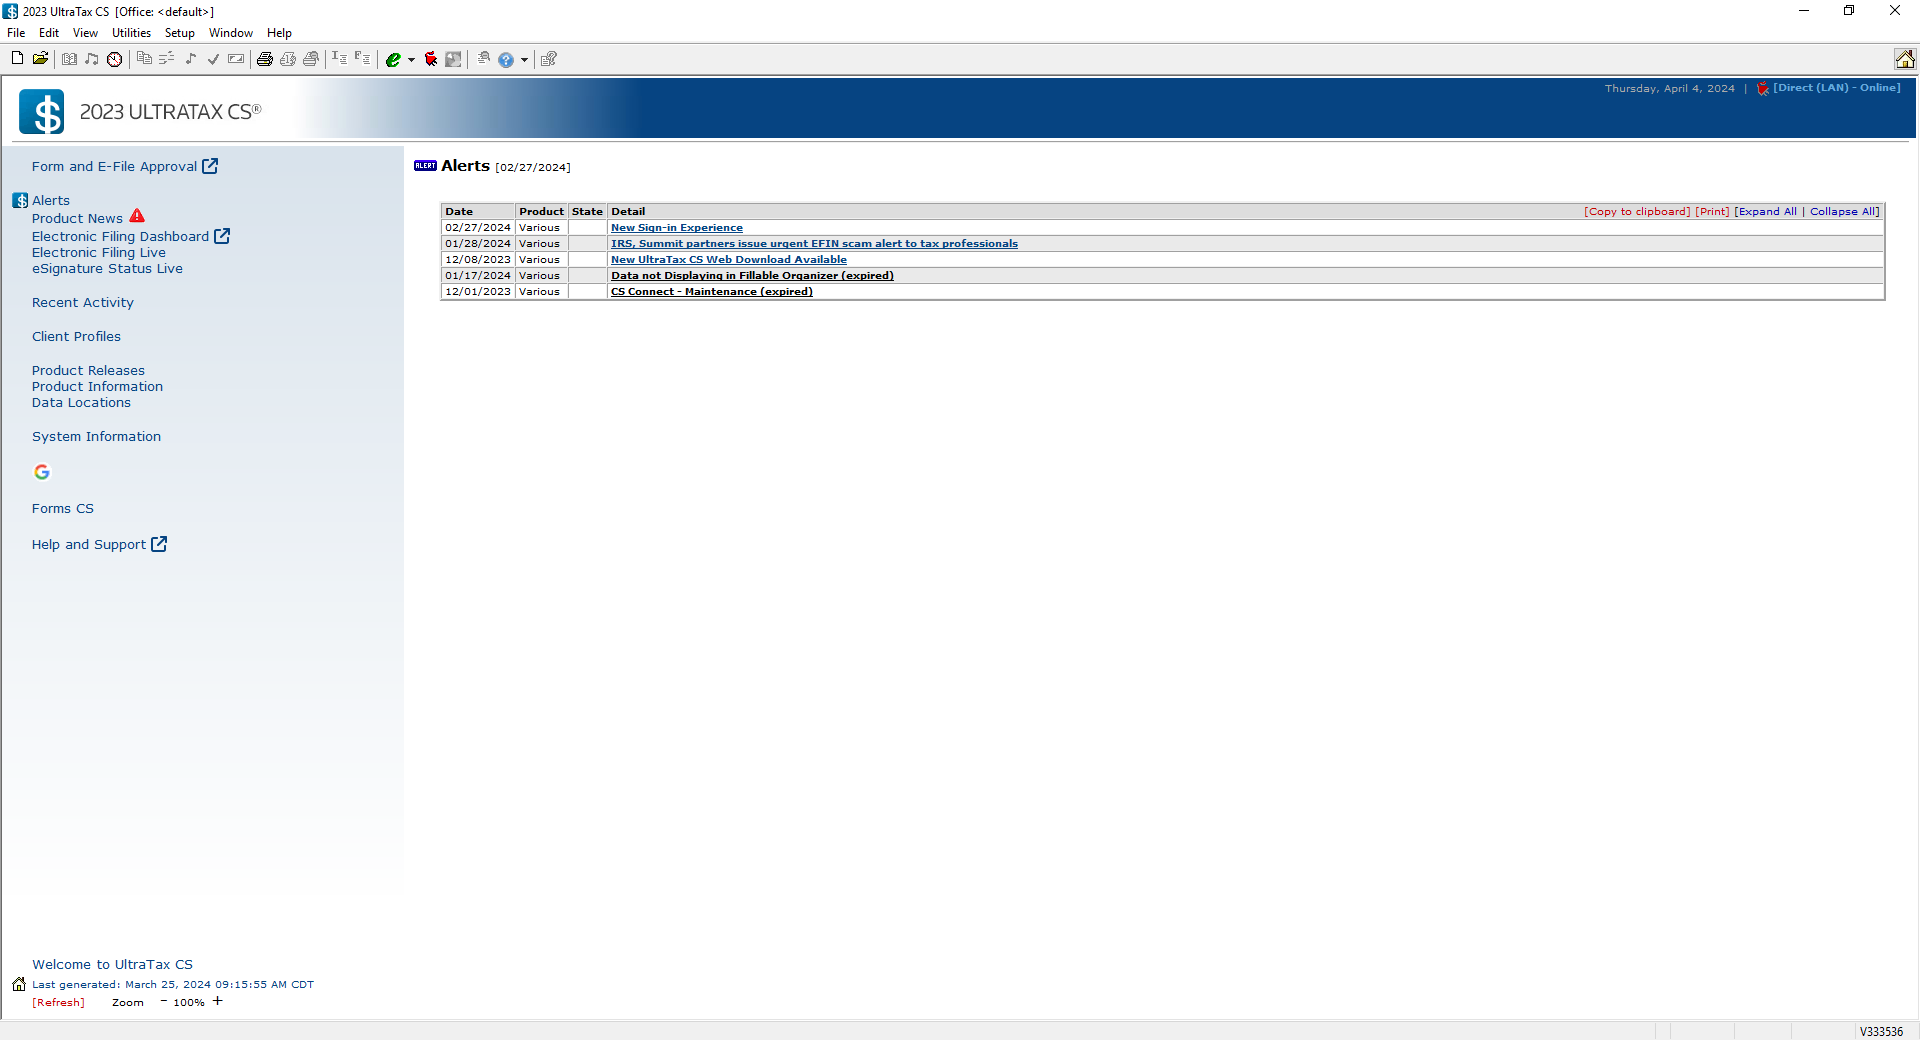 2023 UltraTax CS [Office: <default>]
File Edit View Utilities Setup Window Help
2023 ULTRATAX CS®
Thursday, April 4, 2024 | [Direct (LAN) - Online]
Form and E-File Approval
Alerts
Product News
Electronic Filing Dashboard
Electronic Filing Live
eSignature Status Live
Recent Activity
Client Profiles
Product Releases
Product Information
Data Locations
System Information
Forms CS
Help and Support
ALERT Alerts [02/27/2024]
Date Product State Detail [Copy to clipboard] [Print] [Expand All | Collapse All]
02/27/2024 Various New Sign-in Experience
01/28/2024 Various IRS, Summit partners issue urgent EFIN scam alert to tax professionals
12/08/2023 Various New UltraTax CS Web Download Available
01/17/2024 Various Data not Displaying in Fillable Organizer (expired)
12/01/2023 Various CS Connect - Maintenance (expired)
Welcome to UltraTax CS
Last generated: March 25, 2024 09:15:55 AM CDT
[Refresh] Zoom - 100% +
V333536